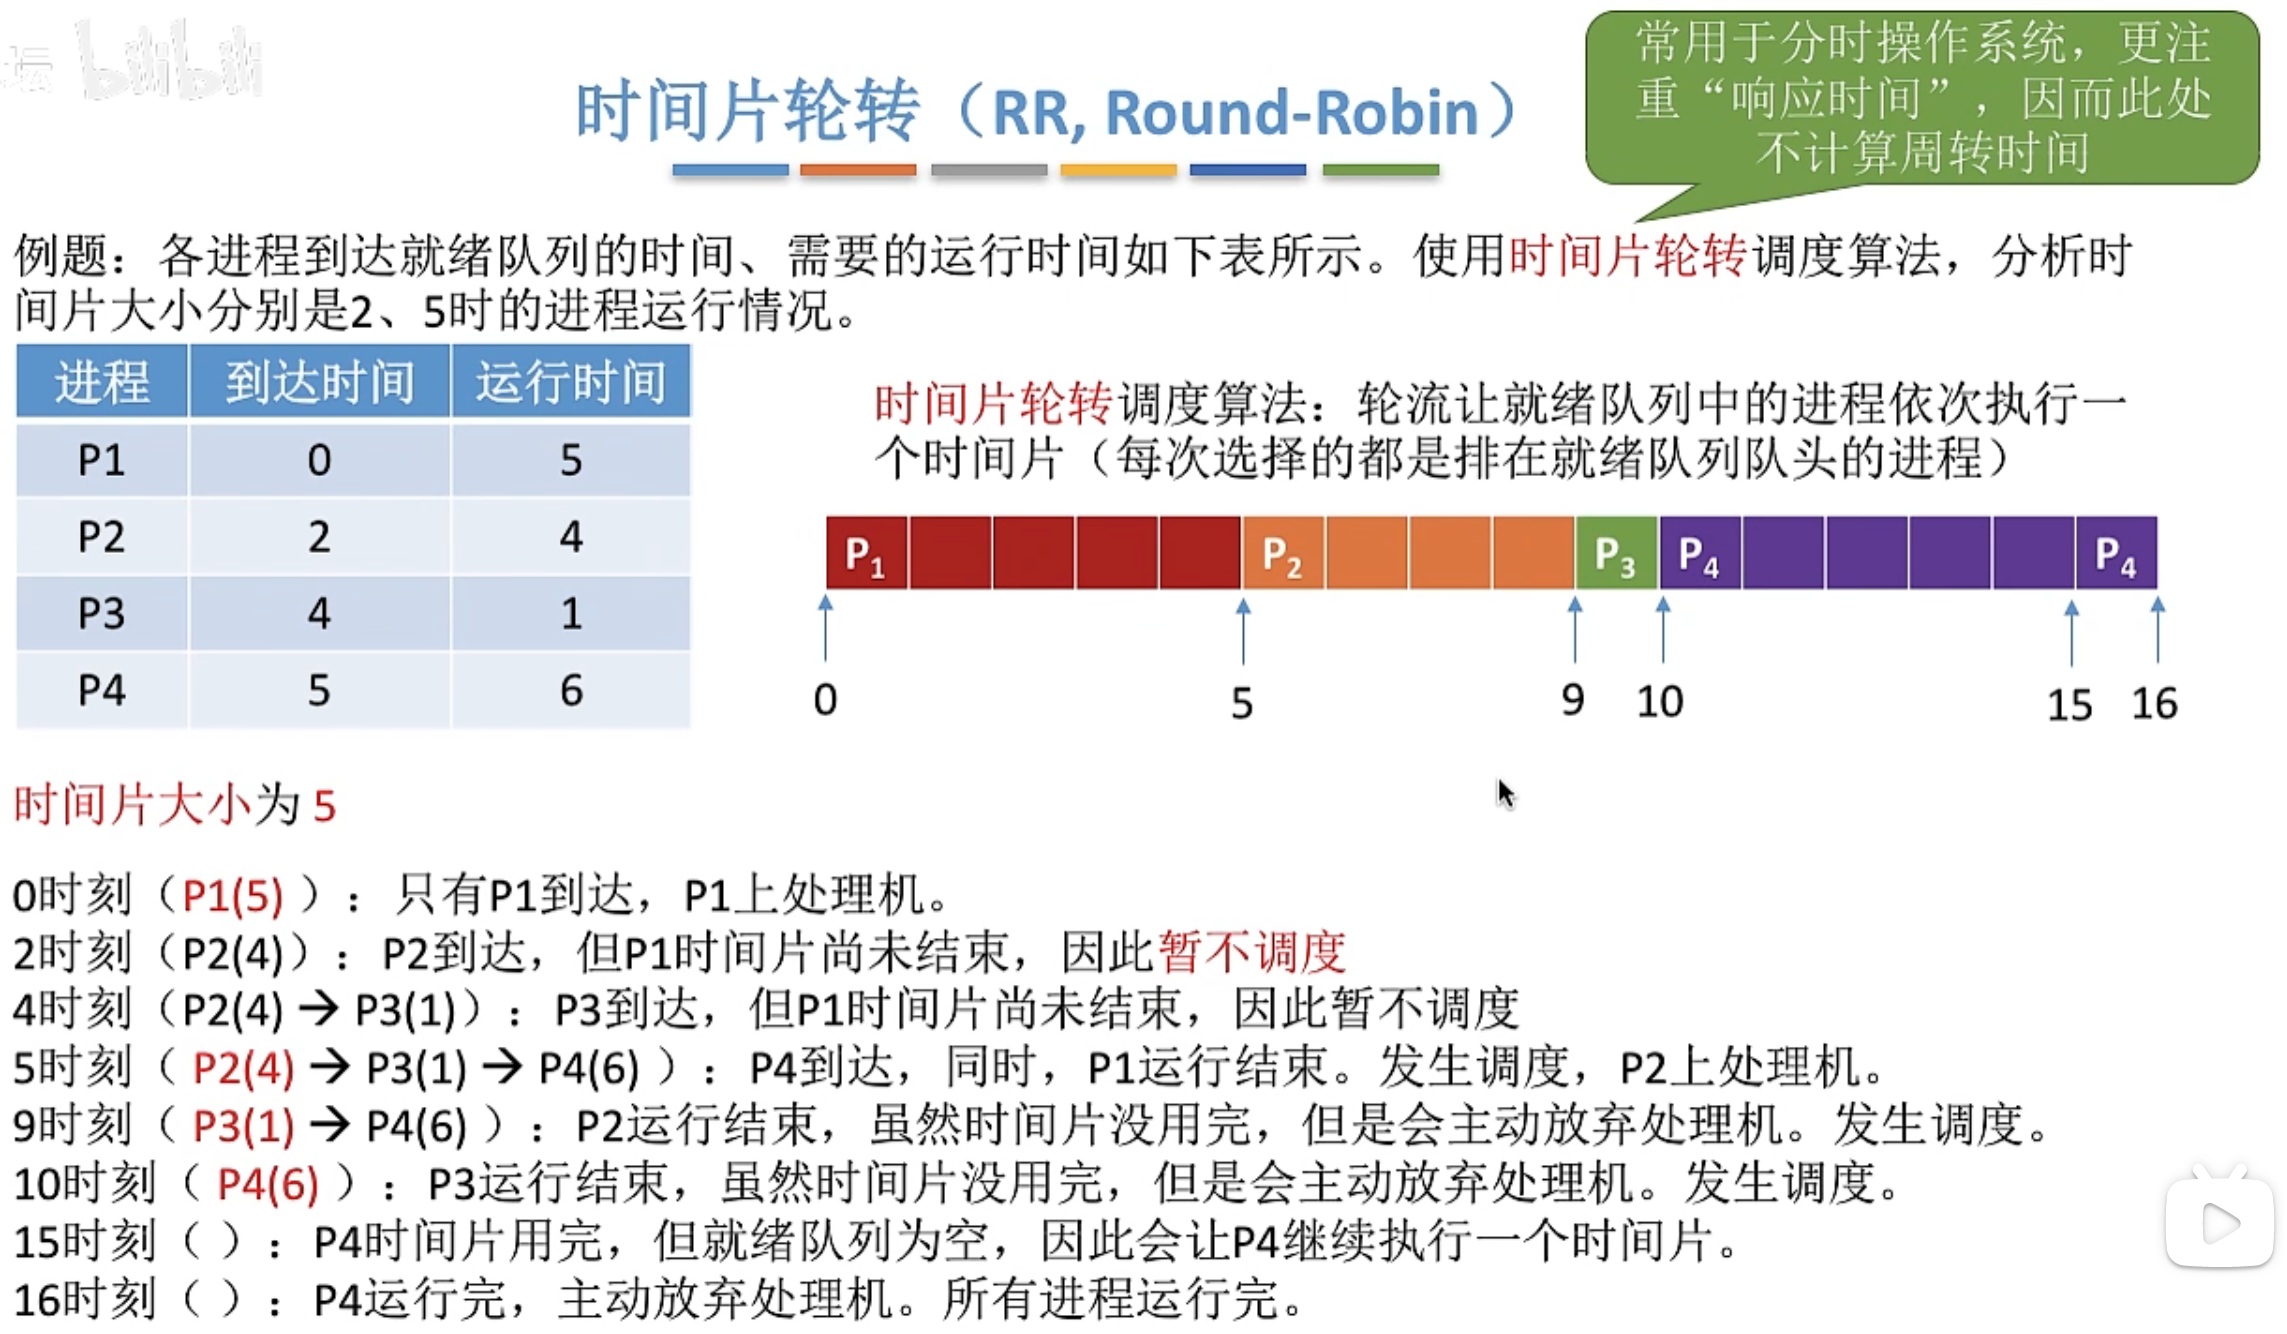 坛 bilibili
常用于分时操作系统，更注
重“响应时间”，因而此处
不计算周转时间
时间片轮转（RR, Round-Robin）
例题：各进程到达就绪队列的时间、需要的运行时间如下表所示。使用时间片轮转调度算法，分析时
间片大小分别是2、5时的进程运行情况。
进程 到达时间 运行时间
P1 0 5
P2 2 4
P3 4 1
P4 5 6
时间片轮转调度算法：轮流让就绪队列中的进程依次执行一
个时间片（每次选择的都是排在就绪队列队头的进程）
P1 P2 P3 P4 P4
0 5 9 10 15 16
时间片大小为 5
0时刻（P1(5)）：只有P1到达，P1上处理机。
2时刻（P2(4)）：P2到达，但P1时间片尚未结束，因此暂不调度
4时刻（P2(4) → P3(1)）：P3到达，但P1时间片尚未结束，因此暂不调度
5时刻（ P2(4) → P3(1) → P4(6) ）：P4到达，同时，P1运行结束。发生调度，P2上处理机。
9时刻（ P3(1) → P4(6) ）：P2运行结束，虽然时间片没用完，但是会主动放弃处理机。发生调度。
10时刻（ P4(6) ）：P3运行结束，虽然时间片没用完，但是会主动放弃处理机。发生调度。
15时刻（ ）：P4时间片用完，但就绪队列为空，因此会让P4继续执行一个时间片。
16时刻（ ）：P4运行完，主动放弃处理机。所有进程运行完。